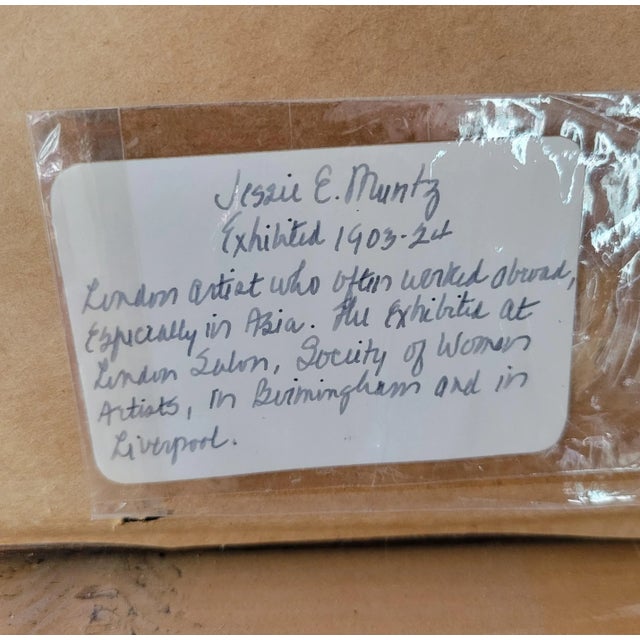 Jessie E. Muntz
Exhibited 1903-24
London artist who often worked abroad,
Especially in Asia. She Exhibited at
London Salon, Society of Women
Artists, in Birmingham and in
Liverpool.